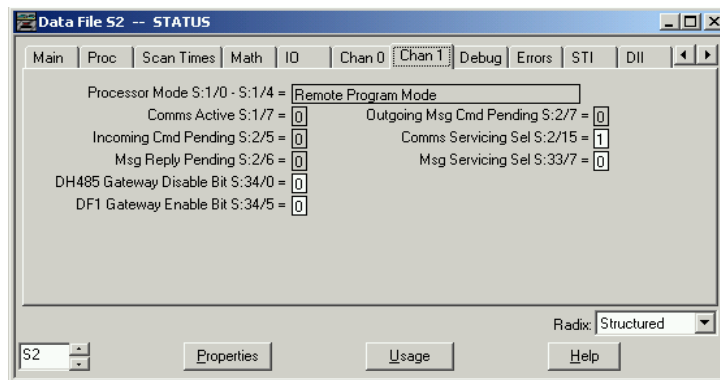 Data File S2 -- STATUS
Main Proc Scan Times Math IO Chan 0 Chan 1 Debug Errors STI DII
Processor Mode S:1/0 - S:1/4 = Remote Program Mode
Comms Active S:1/7 = 0 Outgoing Msg Cmd Pending S:2/7 = 0
Incoming Cmd Pending S:2/5 = 0 Comms Servicing Sel S:2/15 = 1
Msg Reply Pending S:2/6 = 0 Msg Servicing Sel S:33/7 = 0
DH485 Gateway Disable Bit S:34/0 = 0
DF1 Gateway Enable Bit S:34/5 = 0
Radix: Structured
S2 Properties Usage Help